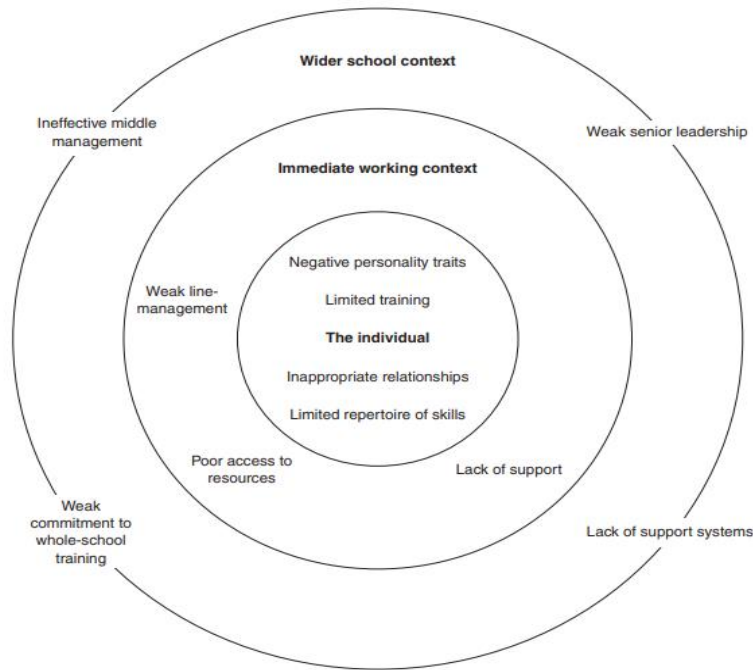 Wider school context
Ineffective middle
management
Weak senior leadership
Immediate working context
Negative personality traits
Weak line-
management
Limited training
The individual
Inappropriate relationships
Limited repertoire of skills
Poor access to
resources
Lack of support
Weak
commitment to
whole-school
training
Lack of support systems